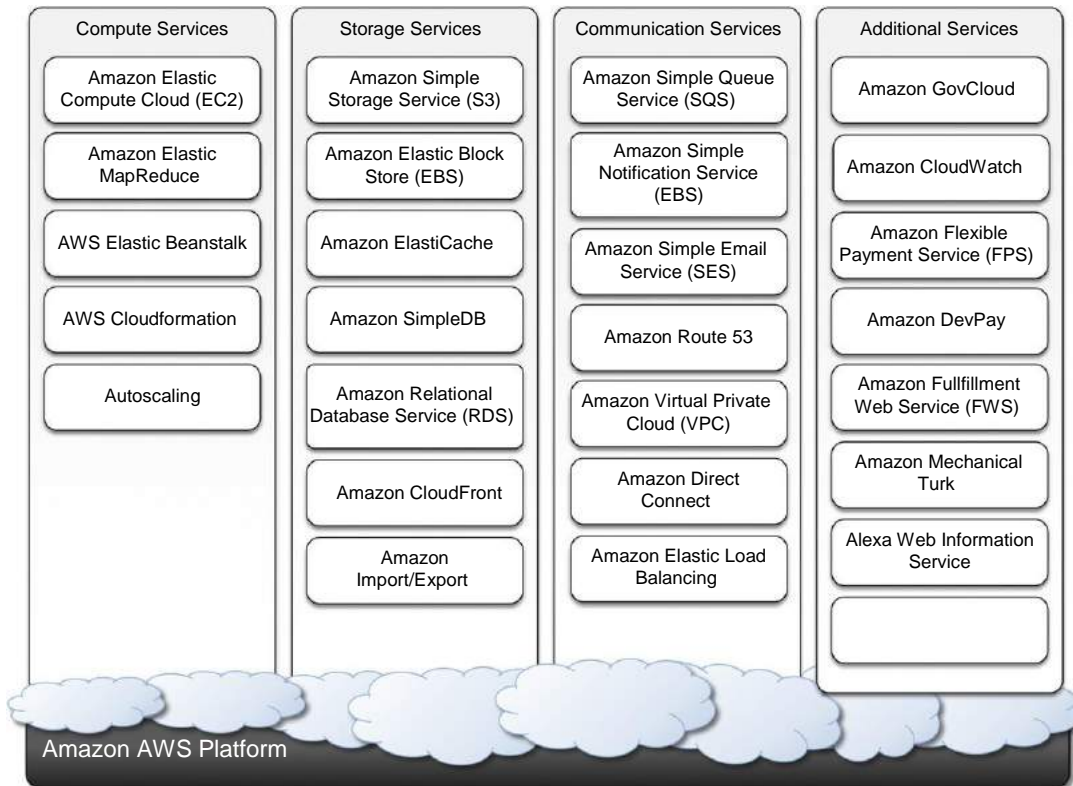 Compute Services
Amazon Elastic
Compute Cloud (EC2)
Amazon Elastic
MapReduce
AWS Elastic Beanstalk
AWS Cloudformation
Autoscaling
Storage Services
Amazon Simple
Storage Service (S3)
Amazon Elastic Block
Store (EBS)
Amazon ElastiCache
Amazon SimpleDB
Amazon Relational
Database Service (RDS)
Amazon CloudFront
Amazon
Import/Export
Communication Services
Amazon Simple Queue
Service (SQS)
Amazon Simple
Notification Service
(EBS)
Amazon Simple Email
Service (SES)
Amazon Route 53
Amazon Virtual Private
Cloud (VPC)
Amazon Direct
Connect
Amazon Elastic Load
Balancing
Additional Services
Amazon GovCloud
Amazon CloudWatch
Amazon Flexible
Payment Service (FPS)
Amazon DevPay
Amazon Fullfillment
Web Service (FWS)
Amazon Mechanical
Turk
Alexa Web Information
Service
Amazon AWS Platform